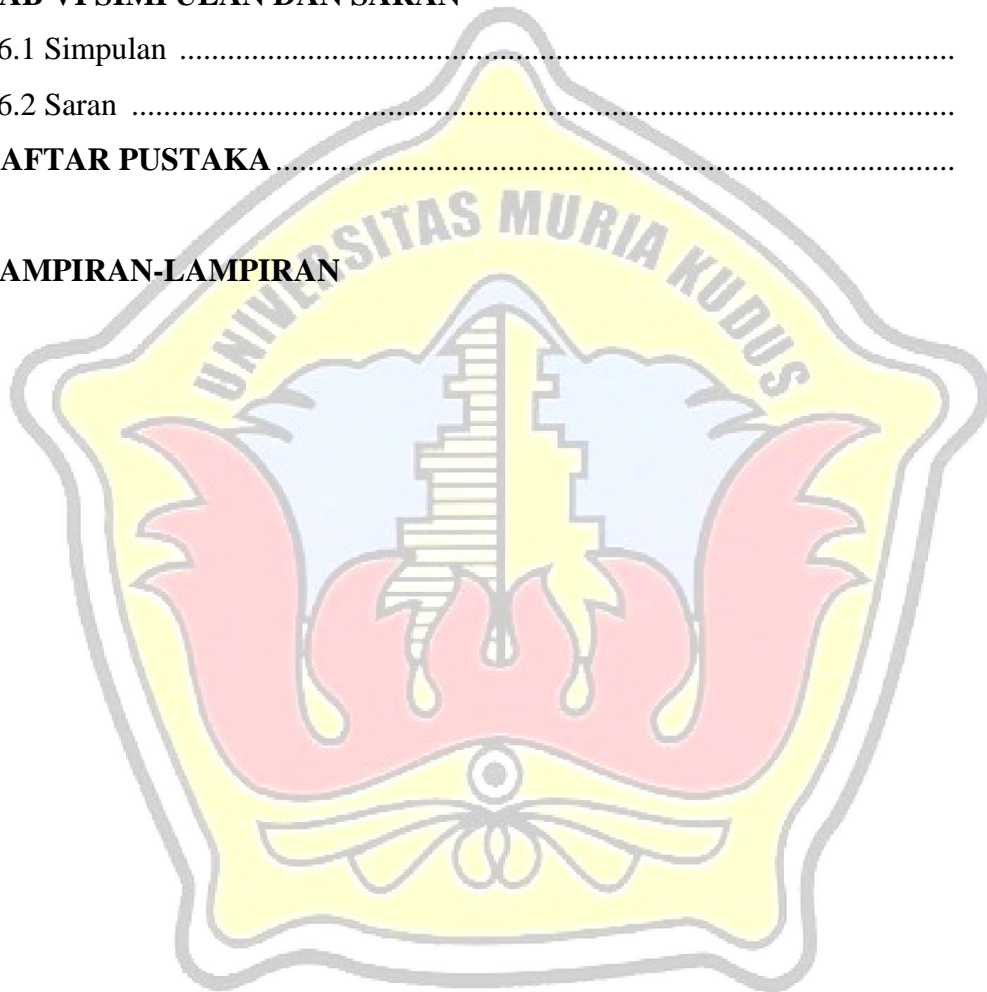 AB VI SIMPULAN DAN SARAN
6.1 Simpulan ........................................................................................................
6.2 Saran ........................................................................................................
AFTAR PUSTAKA ........................................................................................................
AMPIRAN-LAMPIRAN
UNIVERSITAS MURIA KUDUS